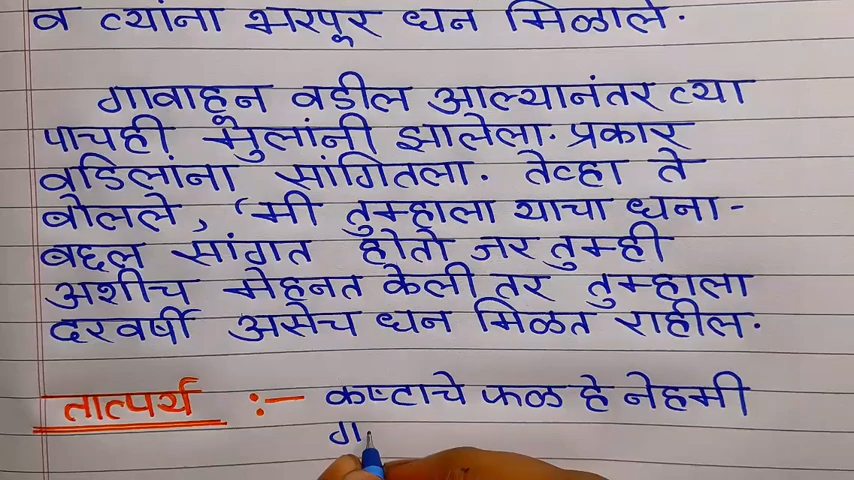 व त्यांना भरपूर धन मिळाले.
गावाहून वडील आल्यानंतर त्या
पाचही मुलांनी झालेला. प्रकार
वडिलांना सांगितला. तेव्हा ते
बोलले, 'मी तुम्हाला याचा धना-
बद्दल सांगत होतो जर तुम्ही
अशीच मेहनत केली तर तुम्हाला
दरवर्षी असेच धन मिळत राहील.
तात्पर्य :- कष्टाचे फळ हे नेहमी
गा